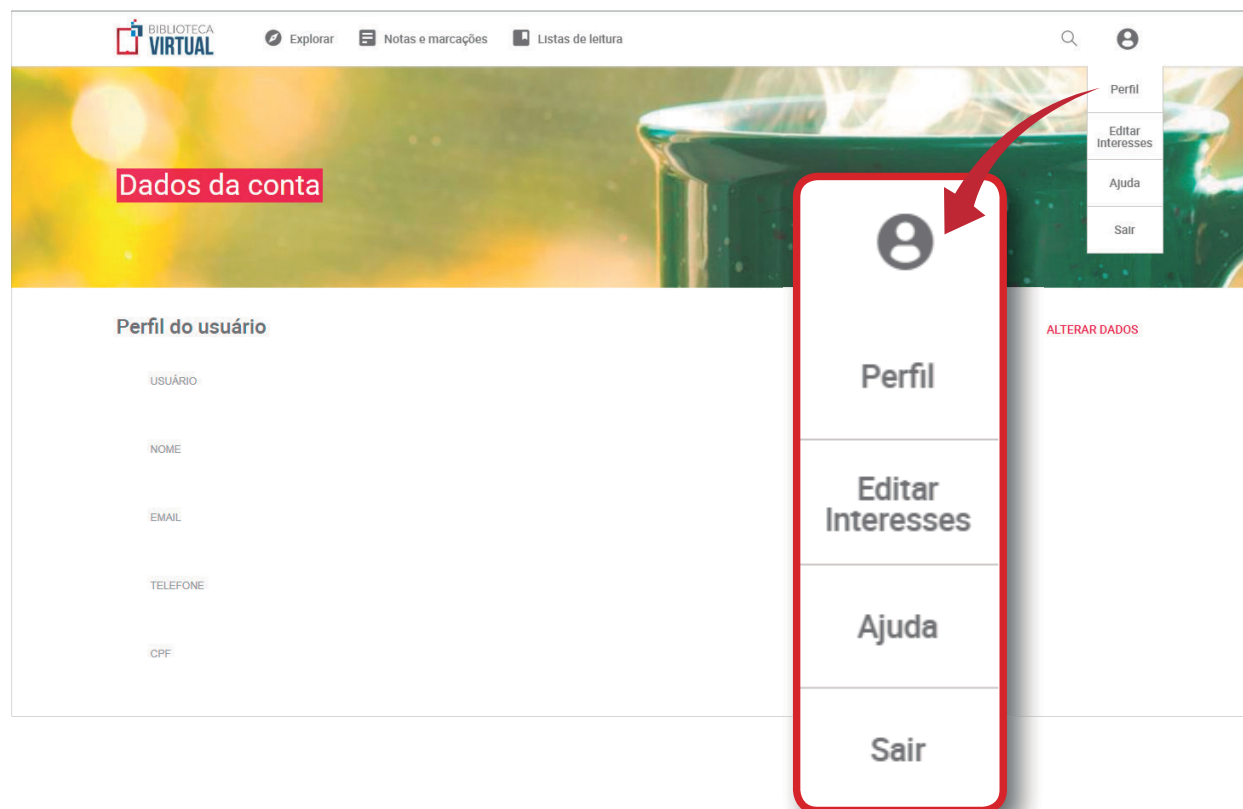 BIBLIOTECA
VIRTUAL
Explorar
Notas e marcações
Listas de leitura
Perfil
Editar
Interesses
Ajuda
Sair
Dados da conta
Perfil do usuário
ALTERAR DADOS
USUÁRIO
NOME
EMAIL
TELEFONE
CPF
Perfil
Editar
Interesses
Ajuda
Sair